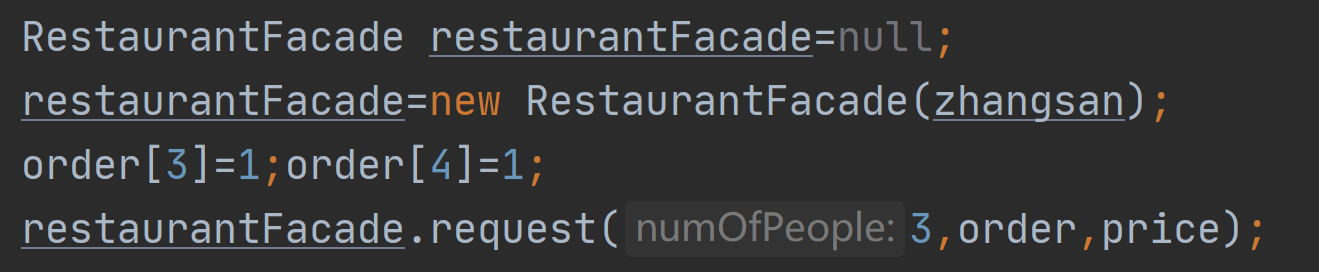 RestaurantFacade restaurantFacade=null;
restaurantFacade=new RestaurantFacade(zhangsan);
order[3]=1;order[4]=1;
restaurantFacade.request( numOfPeople: 3,order,price);